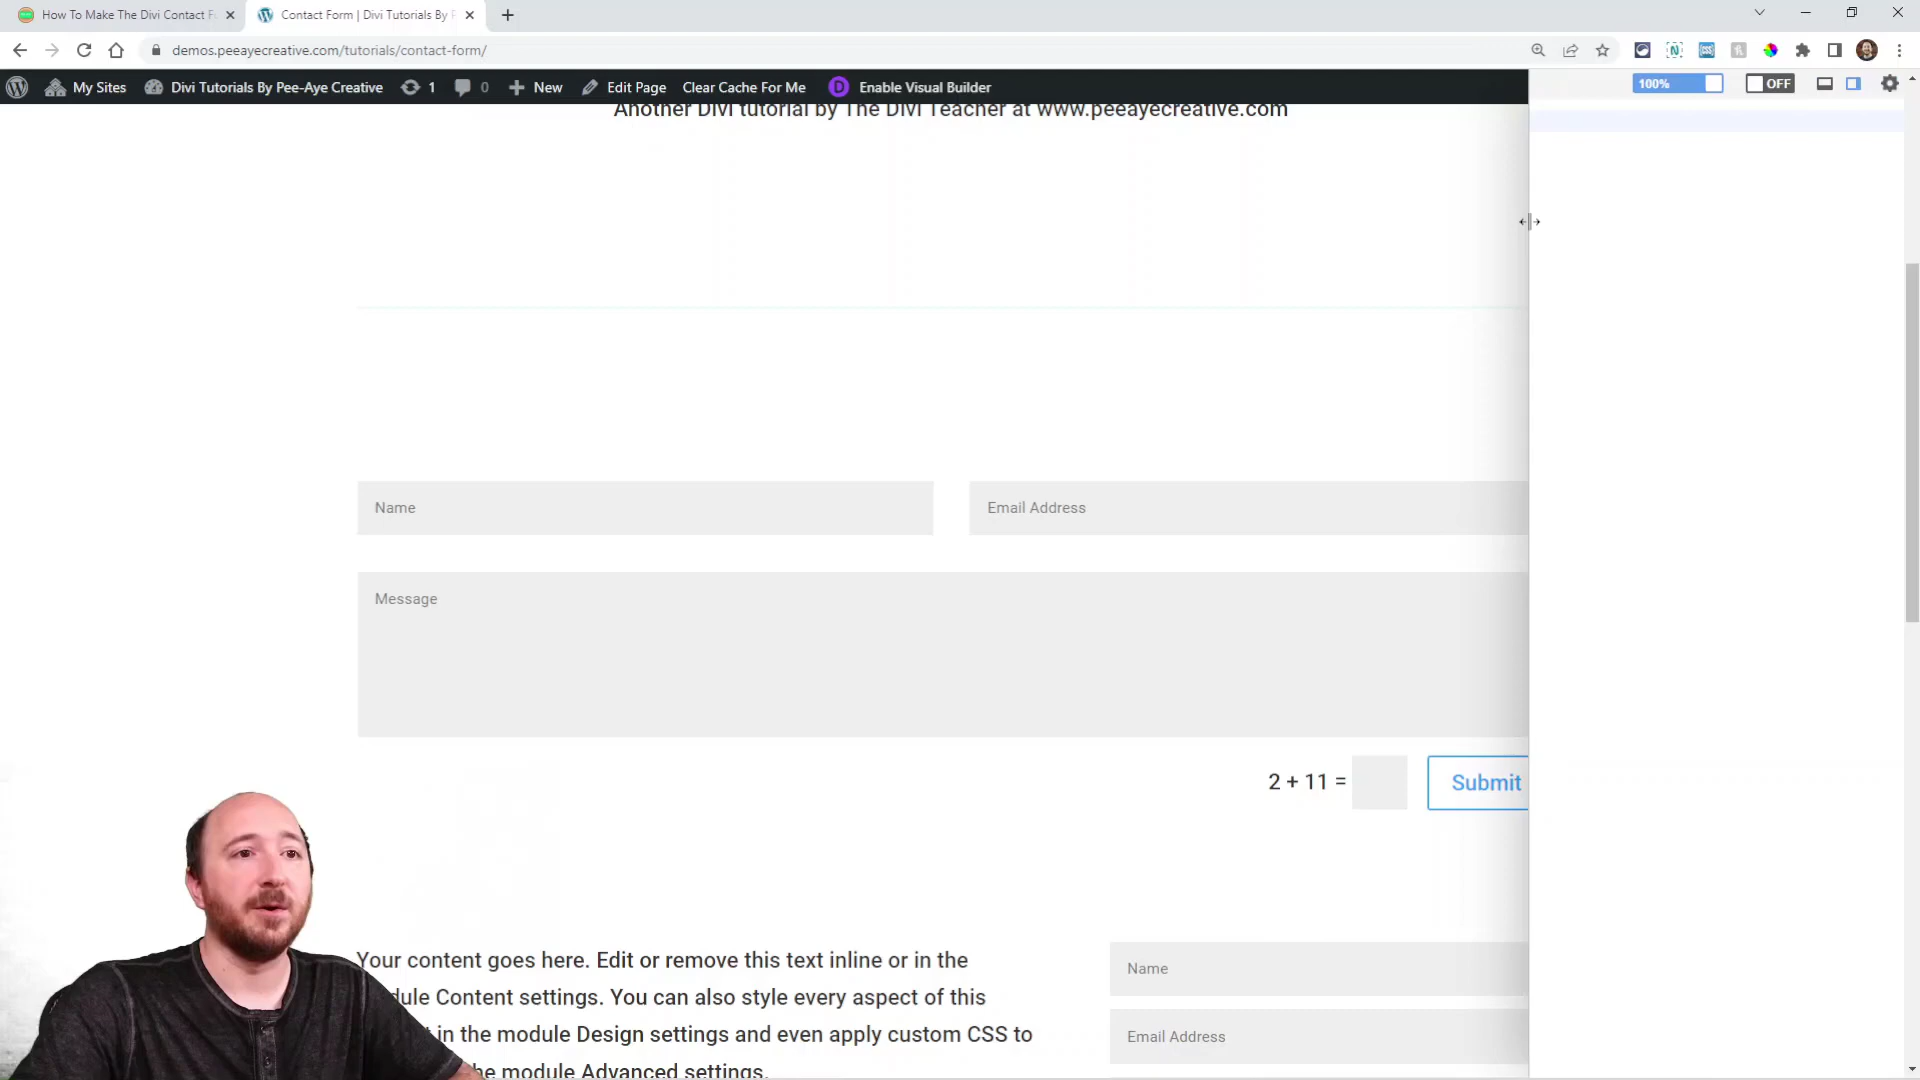 How To Make The Divi Contact F
Contact Form | Divi Tutorials By P
demos.peeayecreative.com/tutorials/contact-form/
My Sites
Divi Tutorials By Pee-Aye Creative
1
0
New
Edit Page
Clear Cache For Me
Enable Visual Builder
100%
OFF
Another Divi tutorial by The Divi Teacher at www.peeayecreative.com
Name
Email Address
Message
2 + 11 =
Submit
Your content goes here. Edit or remove this text inline or in the
dule Content settings. You can also style every aspect of this
t in the module Design settings and even apply custom CSS to
he module Advanced settings.
Name
Email Address